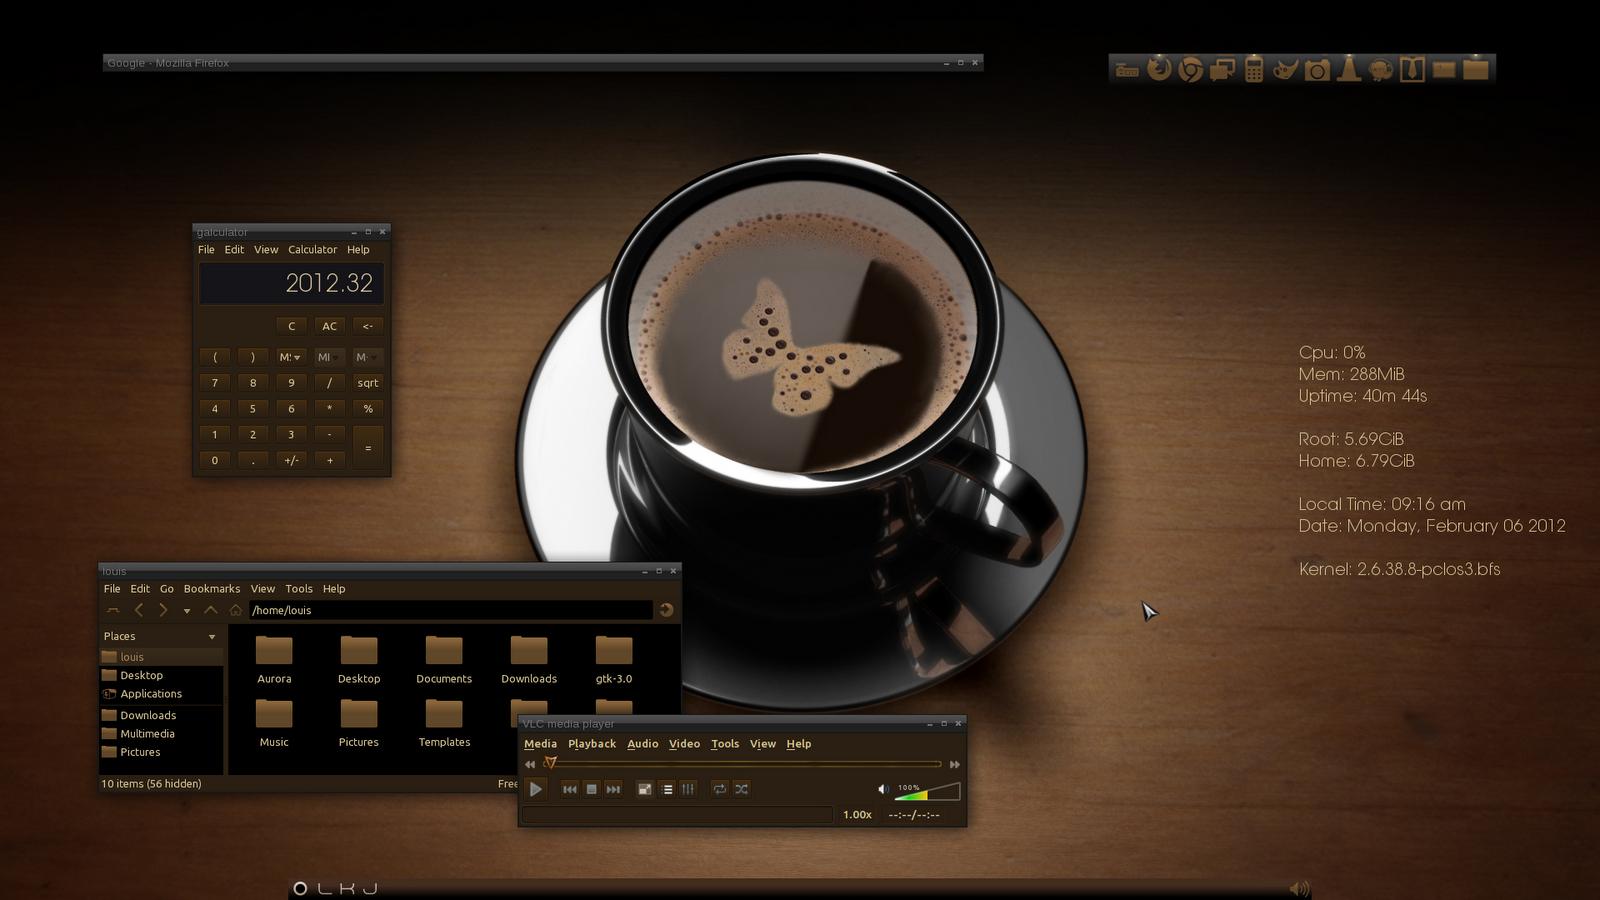 Google - Mozilla Firefox
galculator
File Edit View Calculator Help
2012.32
C AC <-
( )
7 8 9 / sqrt
4 5 6 * %
1 2 3 - =
0 . +/- +
Cpu: 0%
Mem: 288MiB
Uptime: 40m 44s
Root: 5.69GiB
Home: 6.79GiB
Local Time: 09:16 am
Date: Monday, February 06 2012
Kernel: 2.6.38.8-pclos3.bfs
louis
File Edit Go Bookmarks View Tools Help
/home/louis
Places
louis
Desktop
Applications
Downloads
Multimedia
Pictures
Aurora Desktop Documents Downloads gtk-3.0
Music Pictures Templates
10 items (56 hidden) Free
VLC media player
Media Playback Audio Video Tools View Help
100%
1.00x --:--/--:--